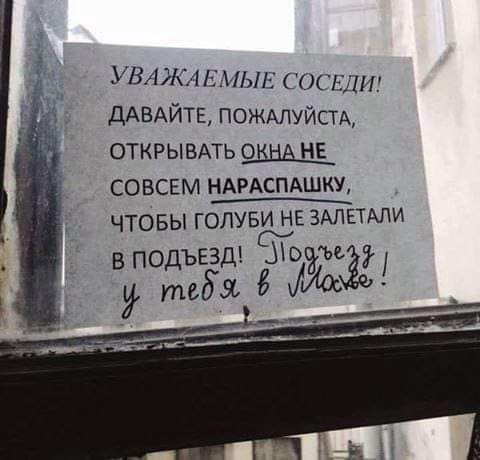 УВАЖАЕМЫЕ СОСЕДИ!
ДАВАЙТЕ, ПОЖАЛУЙСТА,
ОТКРЫВАТЬ ОКНА НЕ
СОВСЕМ НАРАСПАШКУ,
ЧТОБЫ ГОЛУБИ НЕ ЗАЛЕТАЛИ
В ПОДЪЕЗД! Подъезд
у тебя в Москве!